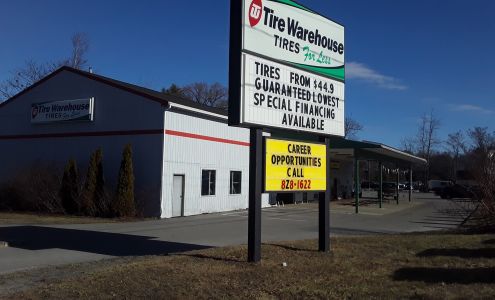 Tire Warehouse
TIRES For Less
TIRES FROM $44.9
GUARANTEED LOWEST
SPECIAL FINANCING
AVAILABLE
CAREER
OPPORTUNITIES
CALL
828-1622
Tire Warehouse
TIRES For Less